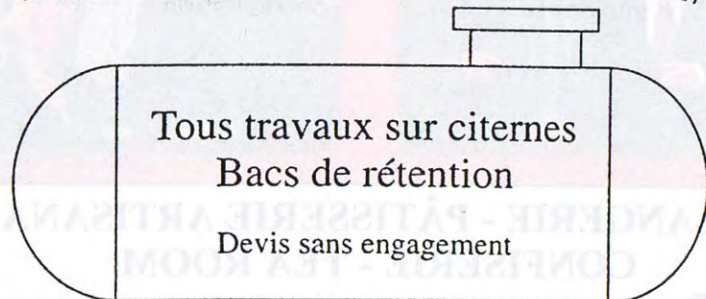 Tous travaux sur citernes
Bacs de rétention
Devis sans engagement